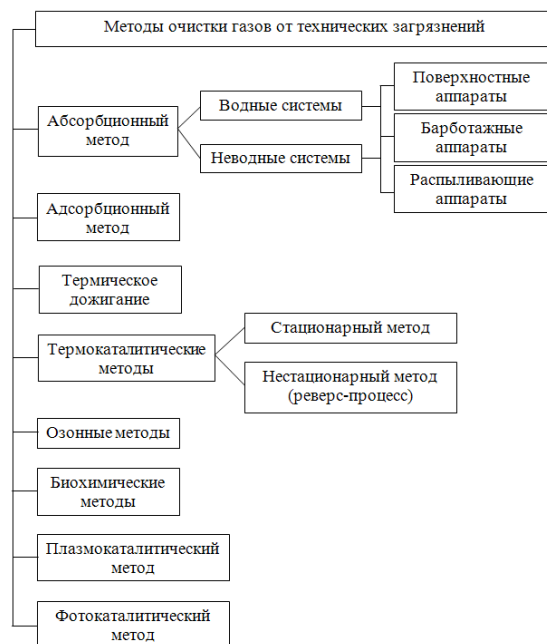 Методы очистки газов от технических загрязнений
Абсорбционный
метод
Водные системы
Неводные системы
Поверхностные
аппараты
Барботажные
аппараты
Распыливающие
аппараты
Адсорбционный
метод
Термическое
дожигание
Термокаталитические
методы
Стационарный метод
Нестационарный метод
(реверс-процесс)
Озонные методы
Биохимические
методы
Плазмокаталитический
метод
Фотокаталитический
метод